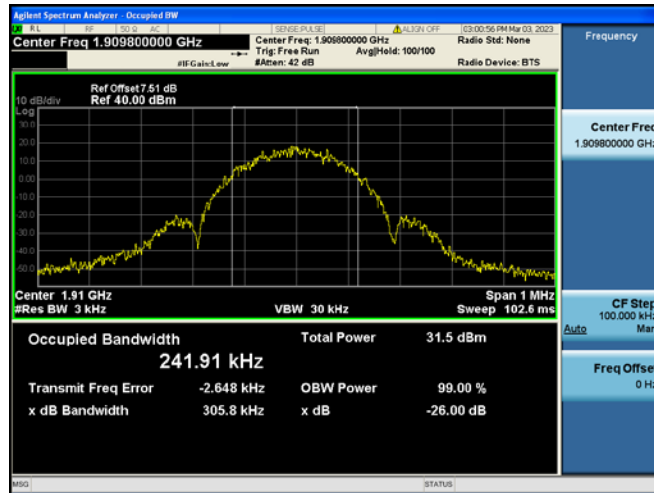 Agilent Spectrum Analyzer - Occupied BW
RL RF 50 Ω AC SENSE:PULSE ALIGN OFF 03:00:56 PM Mar 03, 2023
Center Freq 1.909800000 GHz Center Freq: 1.909800000 GHz Radio Std: None
Trig: Free Run Avg|Hold: 100/100
#IFGain:Low #Atten: 42 dB Radio Device: BTS
Ref Offset 7.51 dB
10 dB/div Ref 40.00 dBm
Log
30.0
20.0
10.0
0.00
-10.0
-20.0
-30.0
-40.0
-50.0
Center 1.91 GHz Span 1 MHz
#Res BW 3 kHz VBW 30 kHz Sweep 102.6 ms
Occupied Bandwidth Total Power 31.5 dBm
241.91 kHz
Transmit Freq Error -2.648 kHz OBW Power 99.00 %
x dB Bandwidth 305.8 kHz x dB -26.00 dB
MSG STATUS
Frequency
Center Freq
1.909800000 GHz
CF Step
100.000 kHz
Auto Man
Freq Offset
0 Hz